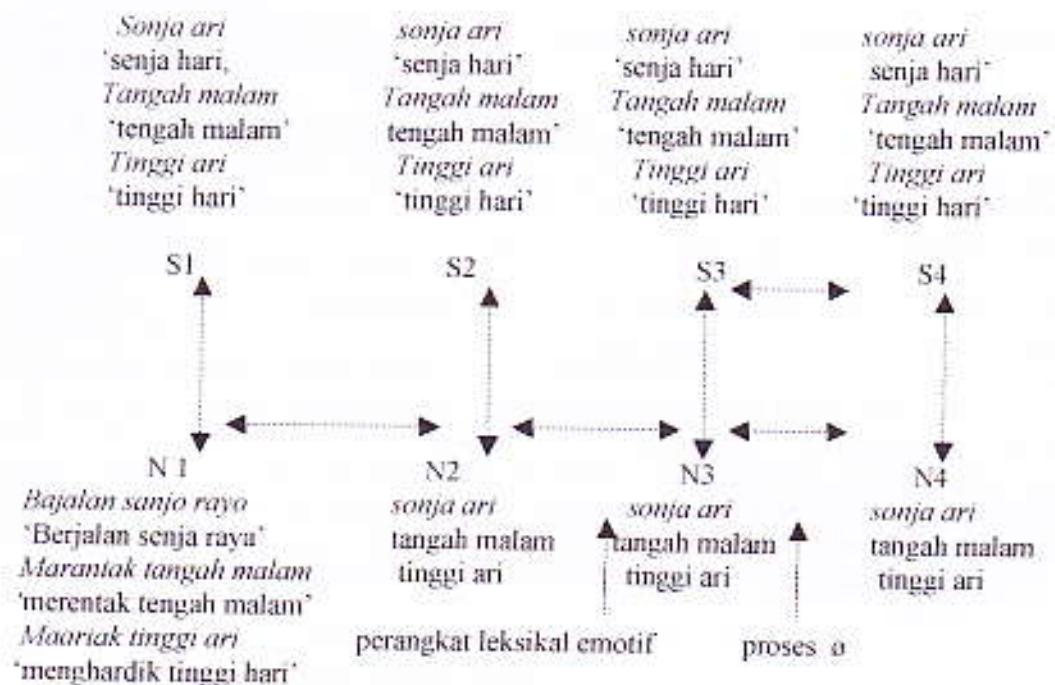 Sonja ari
'senja hari,
Tangah malam
'tengah malam'
Tinggi ari
'tinggi hari'
sonja ari
'senja hari'
Tangah malam
tengah malam'
Tinggi ari
'tinggi hari'
sonja ari
'senja hari'
Tangah malam
'tengah malam'
Tinggi ari
'tinggi hari'
sonja ari
senja hari'
Tangah malam
'tengah malam'
Tinggi ari
'tinggi hari'
S1
S2
S3
S4
N 1
N2
N3
N4
Bajalan sanjo rayo
'Berjalan senja raya'
Marantak tangah malam
'merentak tengah malam'
Maariak tinggi ari
'menghardik tinggi hari'
sonja ari
tangah malam
tinggi ari
sonja ari
tangah malam
tinggi ari
sonja ari
tangah malam
tinggi ari
perangkat leksikal emotif
proses ø